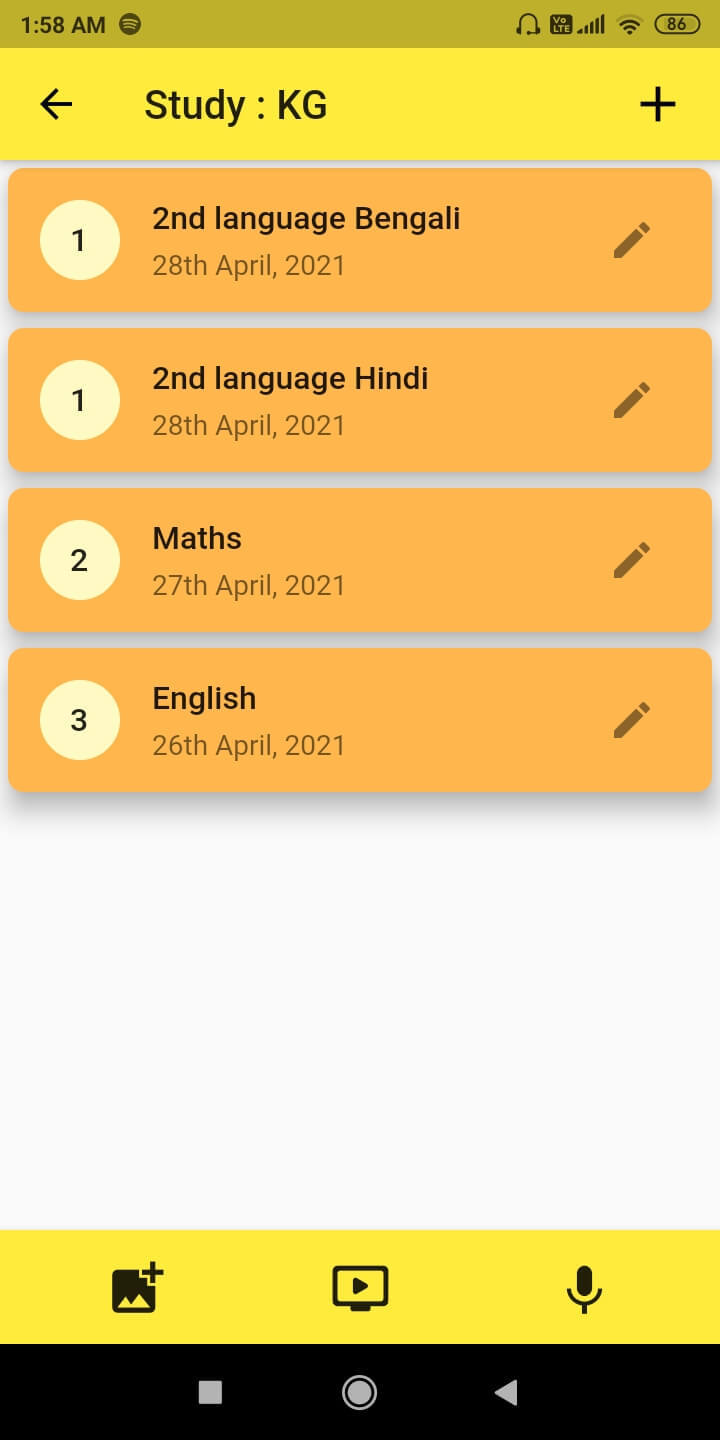 1:58 AM
Vo
LTE
86
Study : KG
1
2nd language Bengali
28th April, 2021
1
2nd language Hindi
28th April, 2021
2
Maths
27th April, 2021
3
English
26th April, 2021